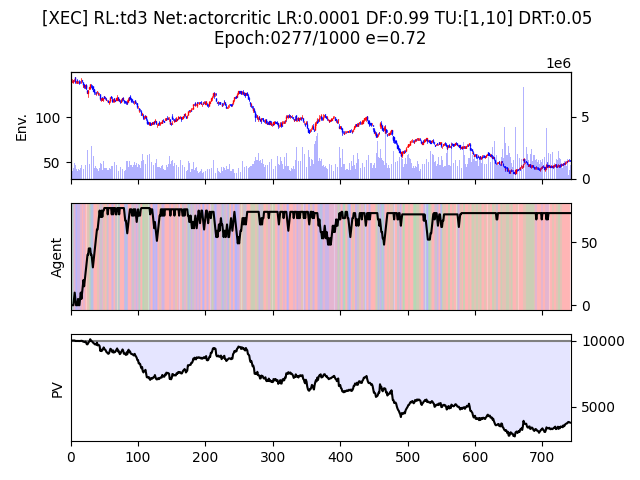 [XEC] RL:td3 Net:actorcritic LR:0.0001 DF:0.99 TU:[1,10] DRT:0.05
Epoch:0277/1000 e=0.72
1e6
Env.
100
50
5
0
Agent
50
0
PV
10000
5000
0 100 200 300 400 500 600 700